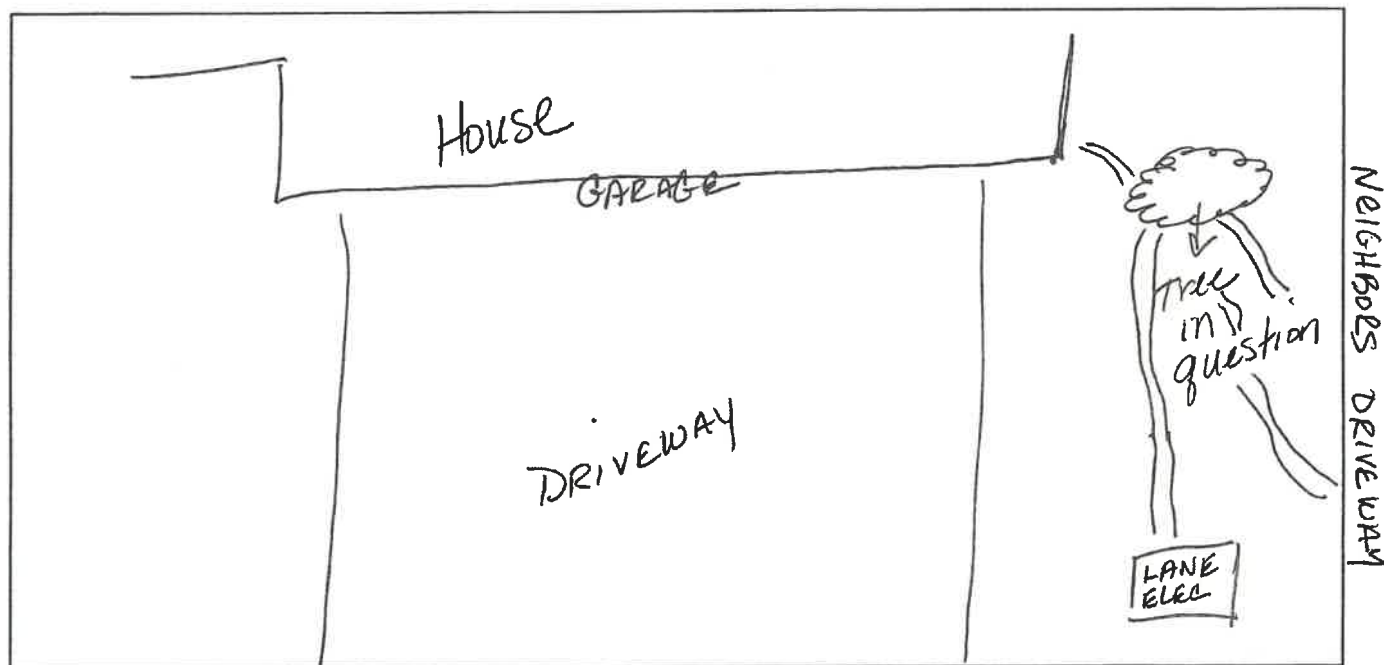 House
GARAGE
Tree
in
question
DRIVEWAY
LANE
ELEC
NEIGHBORS DRIVEWAY